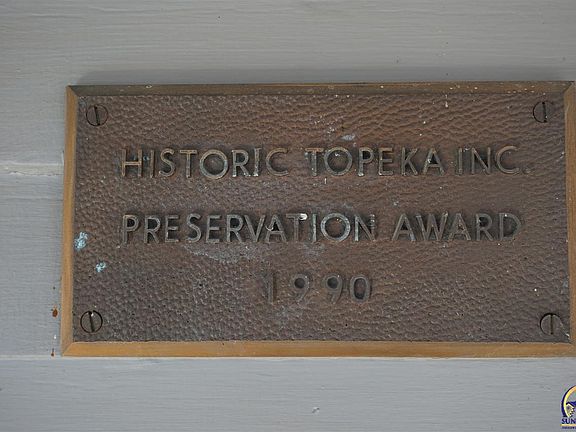 HISTORIC TOPEKA INC.
PRESERVATION AWARD
1990